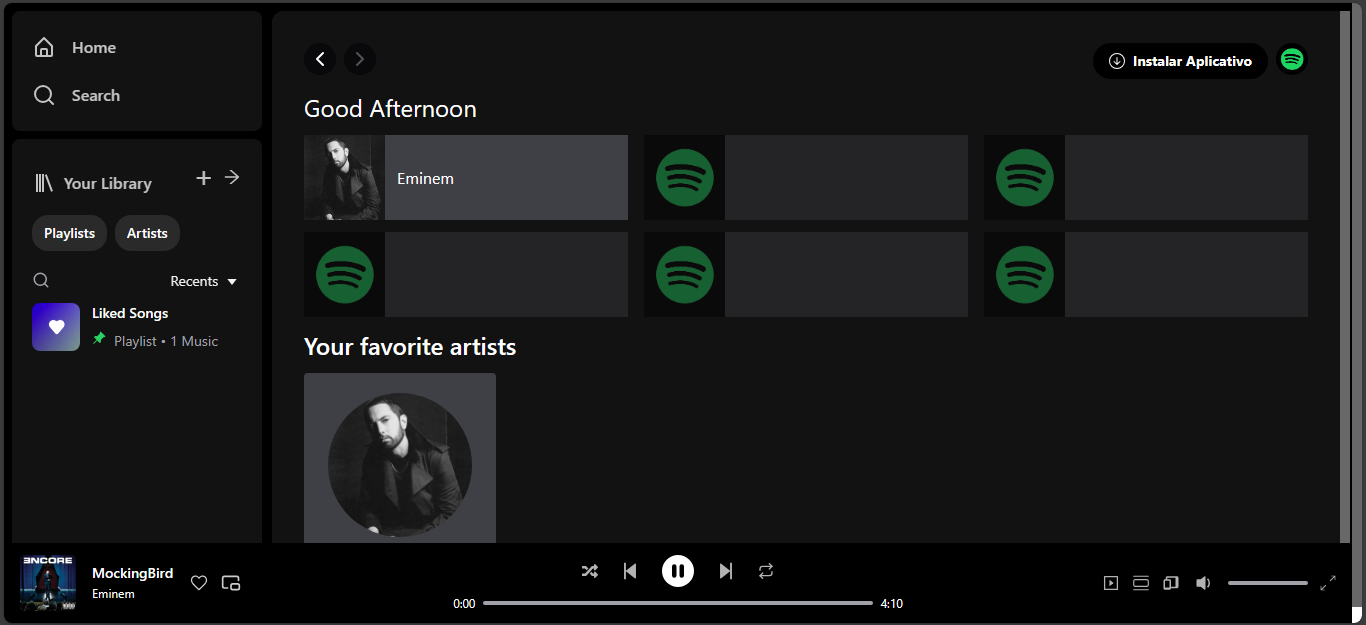 Home
Search
Your Library
Playlists Artists
Recents
Liked Songs
Playlist • 1 Music
Instalar Aplicativo
Good Afternoon
Eminem
Your favorite artists
ENCORE
MockingBird
Eminem
0:00
4:10